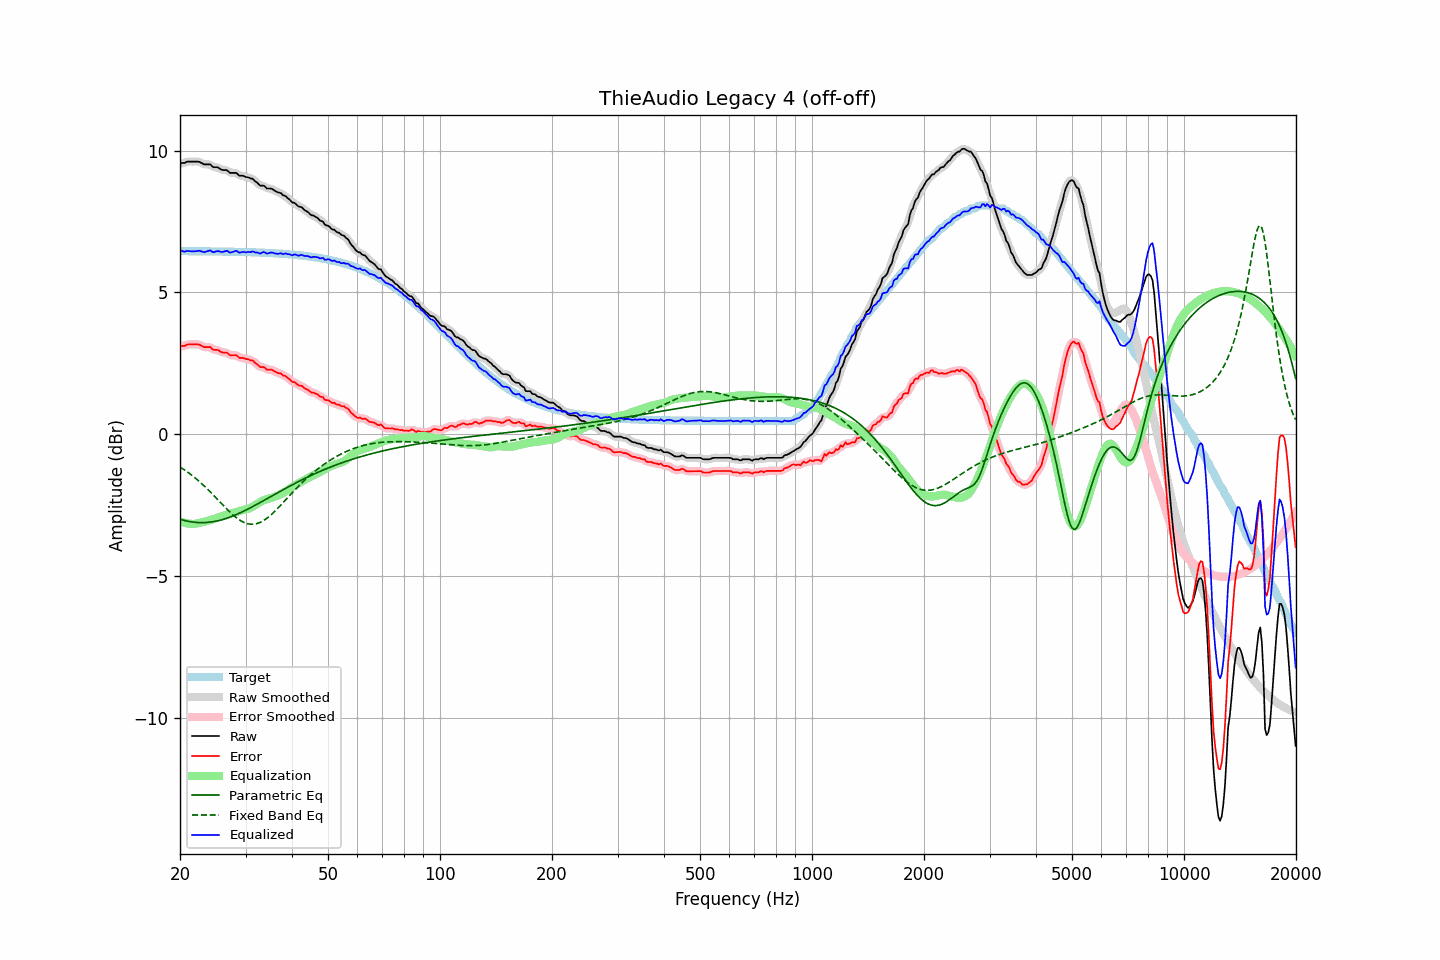 ThieAudio Legacy 4 (off-off)
Amplitude (dBr)
10
5
0
−5
−10
Target
Raw Smoothed
Error Smoothed
Raw
Error
Equalization
Parametric Eq
Fixed Band Eq
Equalized
20 50 100 200 500 1000 2000 5000 10000 20000
Frequency (Hz)